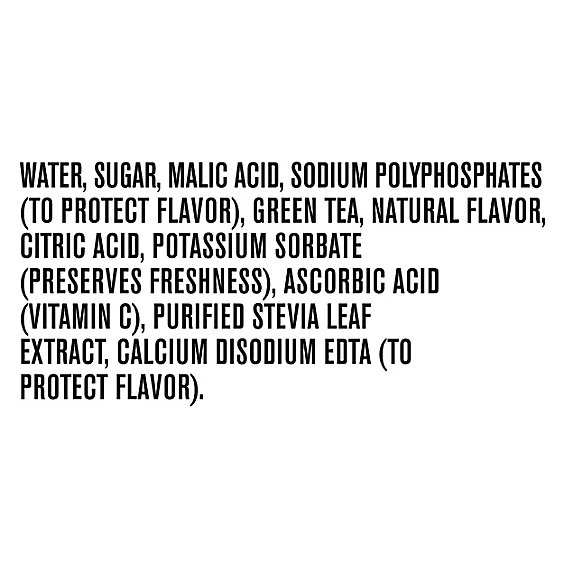 WATER, SUGAR, MALIC ACID, SODIUM POLYPHOSPHATES
(TO PROTECT FLAVOR), GREEN TEA, NATURAL FLAVOR,
CITRIC ACID, POTASSIUM SORBATE
(PRESERVES FRESHNESS), ASCORBIC ACID
(VITAMIN C), PURIFIED STEVIA LEAF
EXTRACT, CALCIUM DISODIUM EDTA (TO
PROTECT FLAVOR).